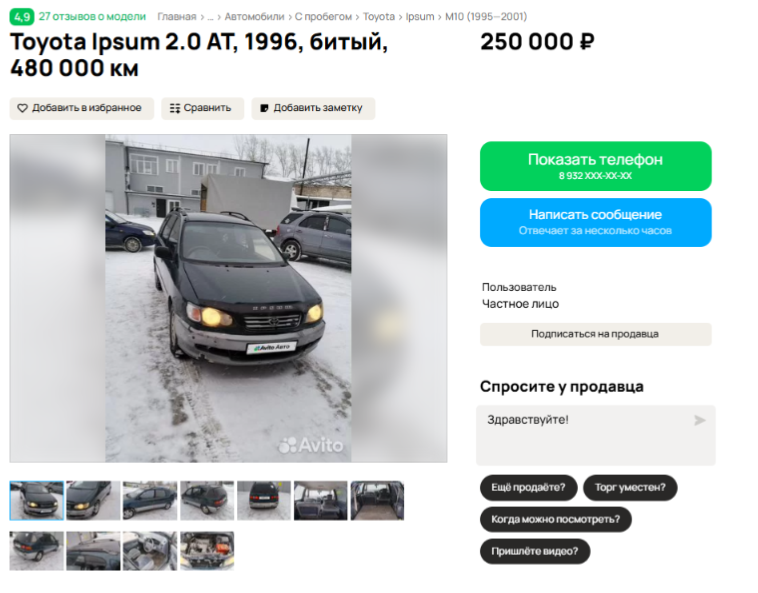 4,9 27 отзывов о модели Главная › ... › Автомобили › С пробегом › Toyota › Ipsum › M10 (1995—2001)
Toyota Ipsum 2.0 AT, 1996, битый,
480 000 км
250 000 ₽
Добавить в избранное Сравнить Добавить заметку
Показать телефон
8 932 XXX-XX-XX
Написать сообщение
Отвечает за несколько часов
Avito Авто
Avito
Пользователь
Частное лицо
Подписаться на продавца
Спросите у продавца
Здравствуйте!
Ещё продаёте? Торг уместен?
Когда можно посмотреть?
Пришлёте видео?